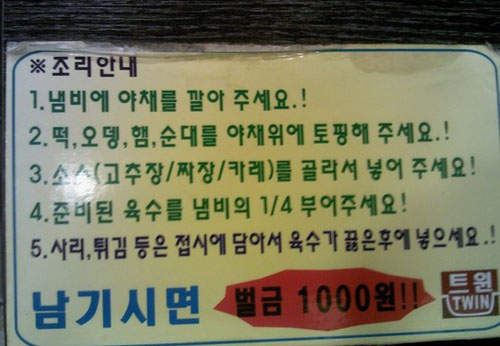 ※조리안내
1.냄비에 야채를 깔아 주세요.!
2.떡,오뎅,햄,순대를 야채위에 토핑해 주세요.!
3.소스(고추장/짜장/카레)를 골라서 넣어 주세요!
4.준비된 육수를 냄비의 1/4 부어주세요!
5.사리,튀김 등은 접시에 담아서 육수가 끓은후에 넣으세요.!
남기시면 벌금 1000원!!
트윈
TWIN